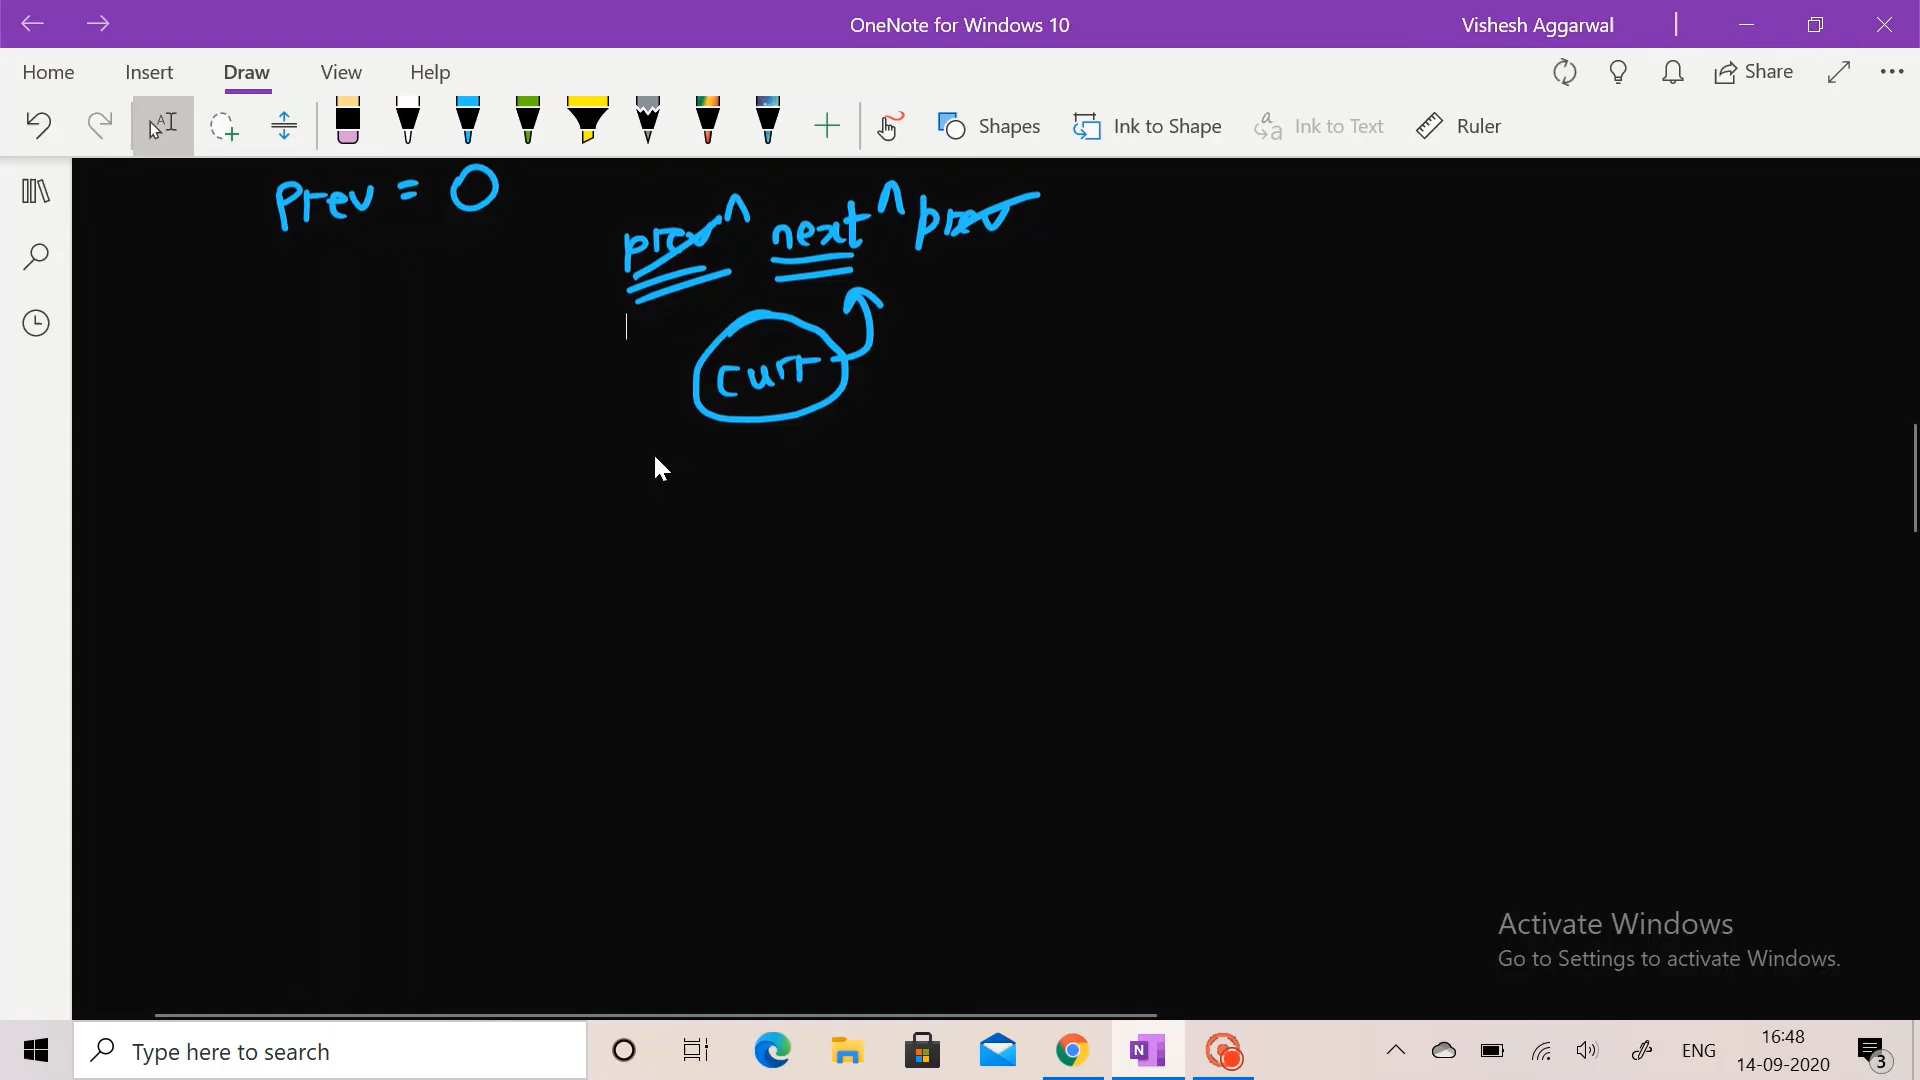 OneNote for Windows 10
Vishesh Aggarwal
Home Insert Draw View Help
Share
Shapes Ink to Shape Ink to Text Ruler
prev = 0
prev ^ next ^ prev
curr
Activate Windows
Go to Settings to activate Windows.
Type here to search
ENG
16:48
14-09-2020
3